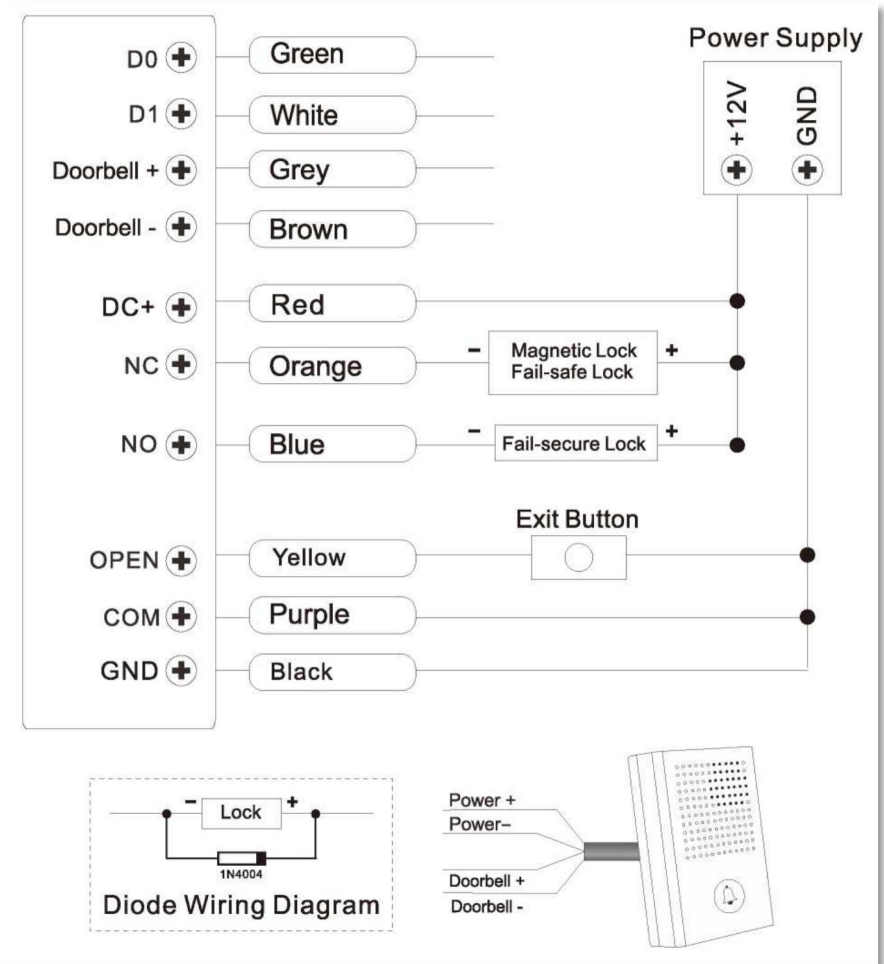 Power Supply
+12V
GND
D0
Green
D1
White
Doorbell +
Grey
Doorbell -
Brown
DC+
Red
NC
Orange
-
Magnetic Lock
Fail-safe Lock
+
NO
Blue
-
Fail-secure Lock
+
Exit Button
OPEN
Yellow
COM
Purple
GND
Black
-
Lock
+
1N4004
Diode Wiring Diagram
Power +
Power–
Doorbell +
Doorbell -